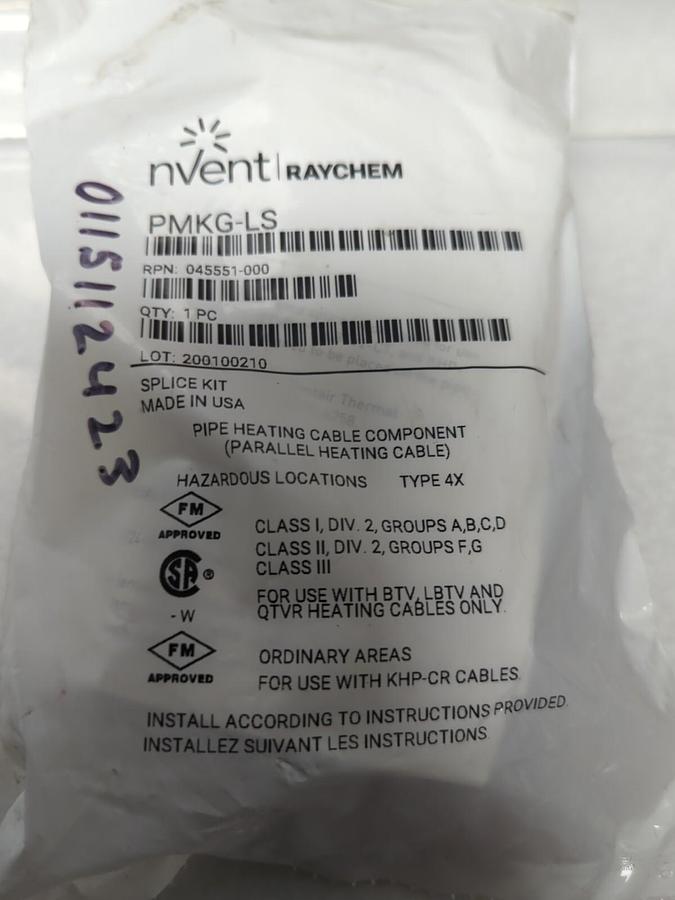 nVent | RAYCHEM
PMKG-LS
RPN: 045551-000
QTY: 1 PC
LOT: 200100210
SPLICE KIT
MADE IN USA
PIPE HEATING CABLE COMPONENT
(PARALLEL HEATING CABLE)
HAZARDOUS LOCATIONS TYPE 4X
FM
APPROVED
CLASS I, DIV. 2, GROUPS A,B,C,D
CLASS II, DIV. 2, GROUPS F,G
CLASS III
SA ®
- W
FOR USE WITH BTV, LBTV AND
QTVR HEATING CABLES ONLY.
FM
APPROVED
ORDINARY AREAS
FOR USE WITH KHP-CR CABLES
INSTALL ACCORDING TO INSTRUCTIONS PROVIDED.
INSTALLEZ SUIVANT LES INSTRUCTIONS
0115112423